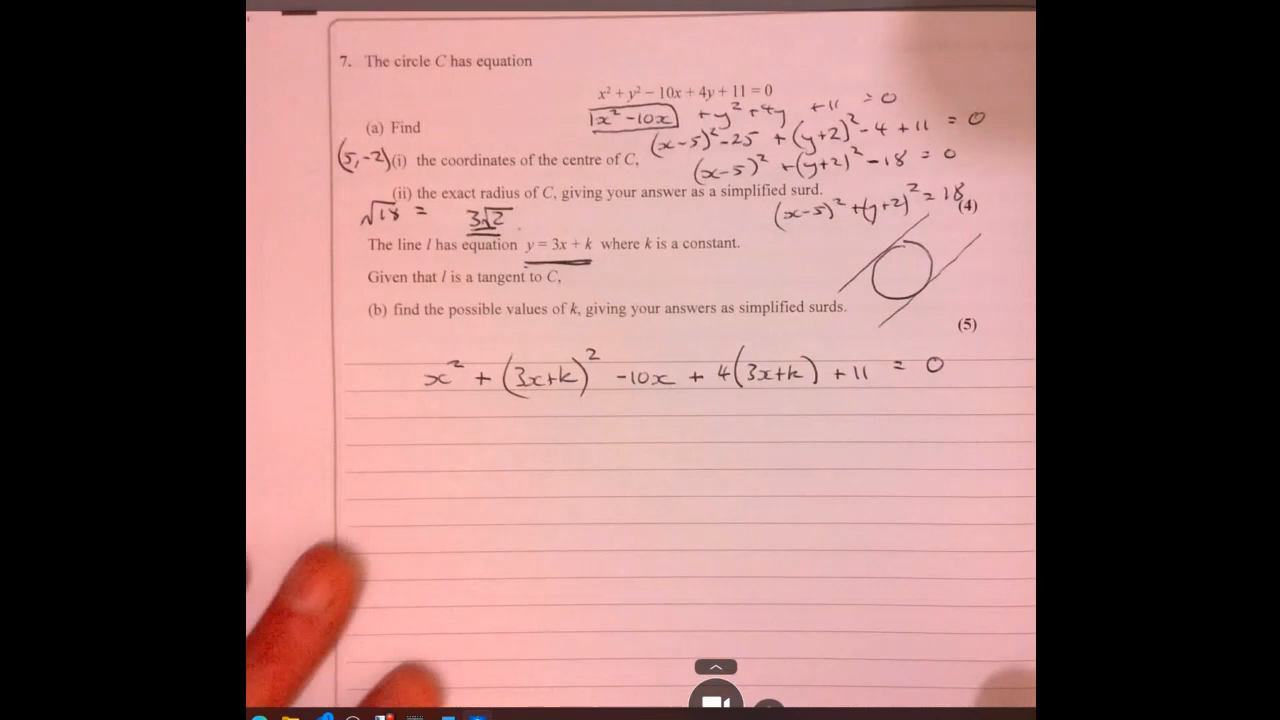 7. The circle C has equation
x² + y² − 10x + 4y + 11 = 0
x² −10x + y² + 4y + 11 = 0
(a) Find
(x−5)² −25 + (y+2)² − 4 + 11 = 0
(5,−2) (i) the coordinates of the centre of C,
(x−5)² + (y+2)² − 18 = 0
(ii) the exact radius of C, giving your answer as a simplified surd.
√18 = 3√2
(x−5)² + (y+2)² = 18
(4)
The line l has equation y = 3x + k where k is a constant.
Given that l is a tangent to C,
(b) find the possible values of k, giving your answers as simplified surds.
(5)
x² + (3x+k)² −10x + 4(3x+k) + 11 = 0